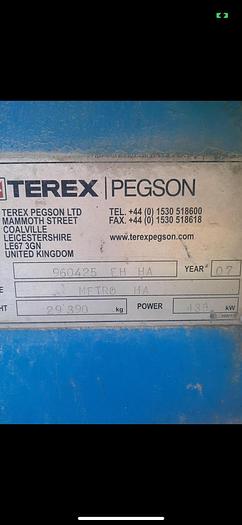 TEREX | PEGSON
TEREX PEGSON LTD
MAMMOTH STREET
COALVILLE
LEICESTERSHIRE
LE67 3GN
UNITED KINGDOM
TEL. +44 (0) 1530 518600
FAX. +44 (0) 1530 518618
www.terexpegson.com
960425 EH HA YEAR 07
E METRO HA
HT 29,390 kg POWER kW